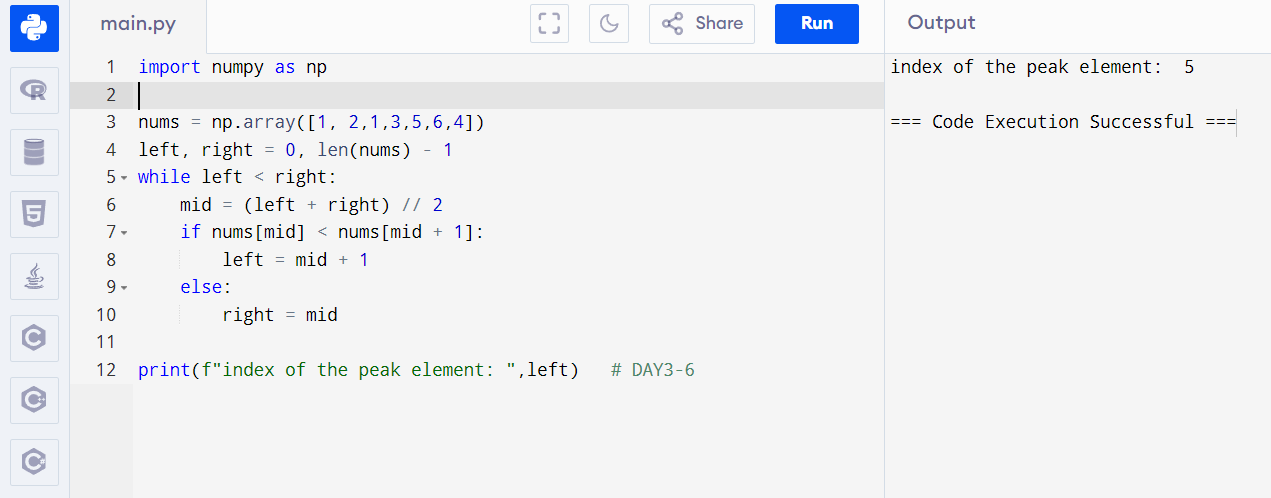 main.py
Share
Run
Output
1 import numpy as np
2
3 nums = np.array([1, 2,1,3,5,6,4])
4 left, right = 0, len(nums) - 1
5 while left < right:
6     mid = (left + right) // 2
7     if nums[mid] < nums[mid + 1]:
8         left = mid + 1
9     else:
10         right = mid
11
12 print(f"index of the peak element: ",left)   # DAY3-6
index of the peak element:  5
=== Code Execution Successful ===